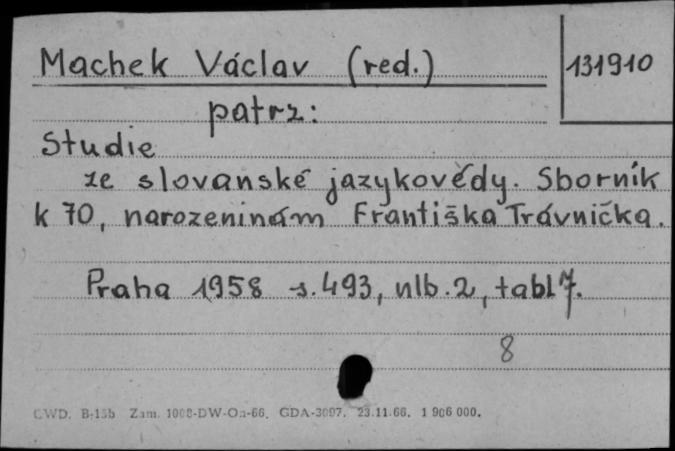 Machek Václav (red.)
131910
patrz:
Studie
ze slovanské jazykovědy. Sborník
k 70, narozeninám Františka Trávníčka.
Praha 1958 s. 493, nlb. 2, tabl 7.
8
CWD. B-15b Zam. 1008-DW-On-66. GDA-3097. 23.11.66. 1 906 000.